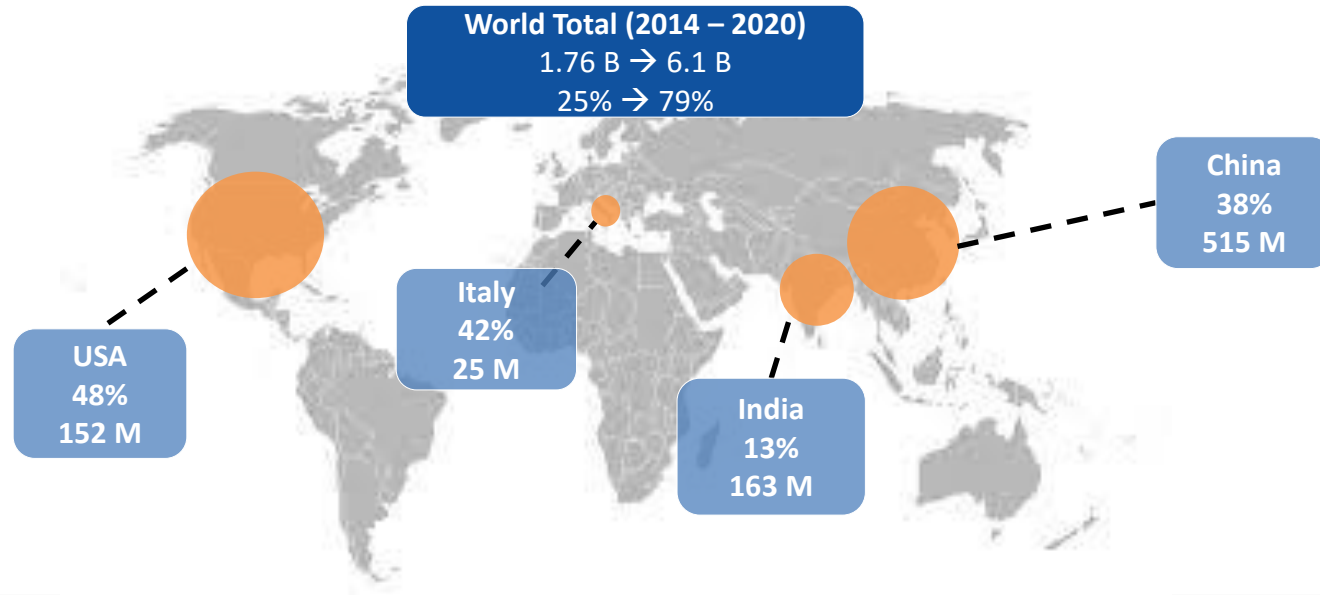 World Total (2014 – 2020)
1.76 B → 6.1 B
25% → 79%
China
38%
515 M
Italy
42%
25 M
USA
48%
152 M
India
13%
163 M